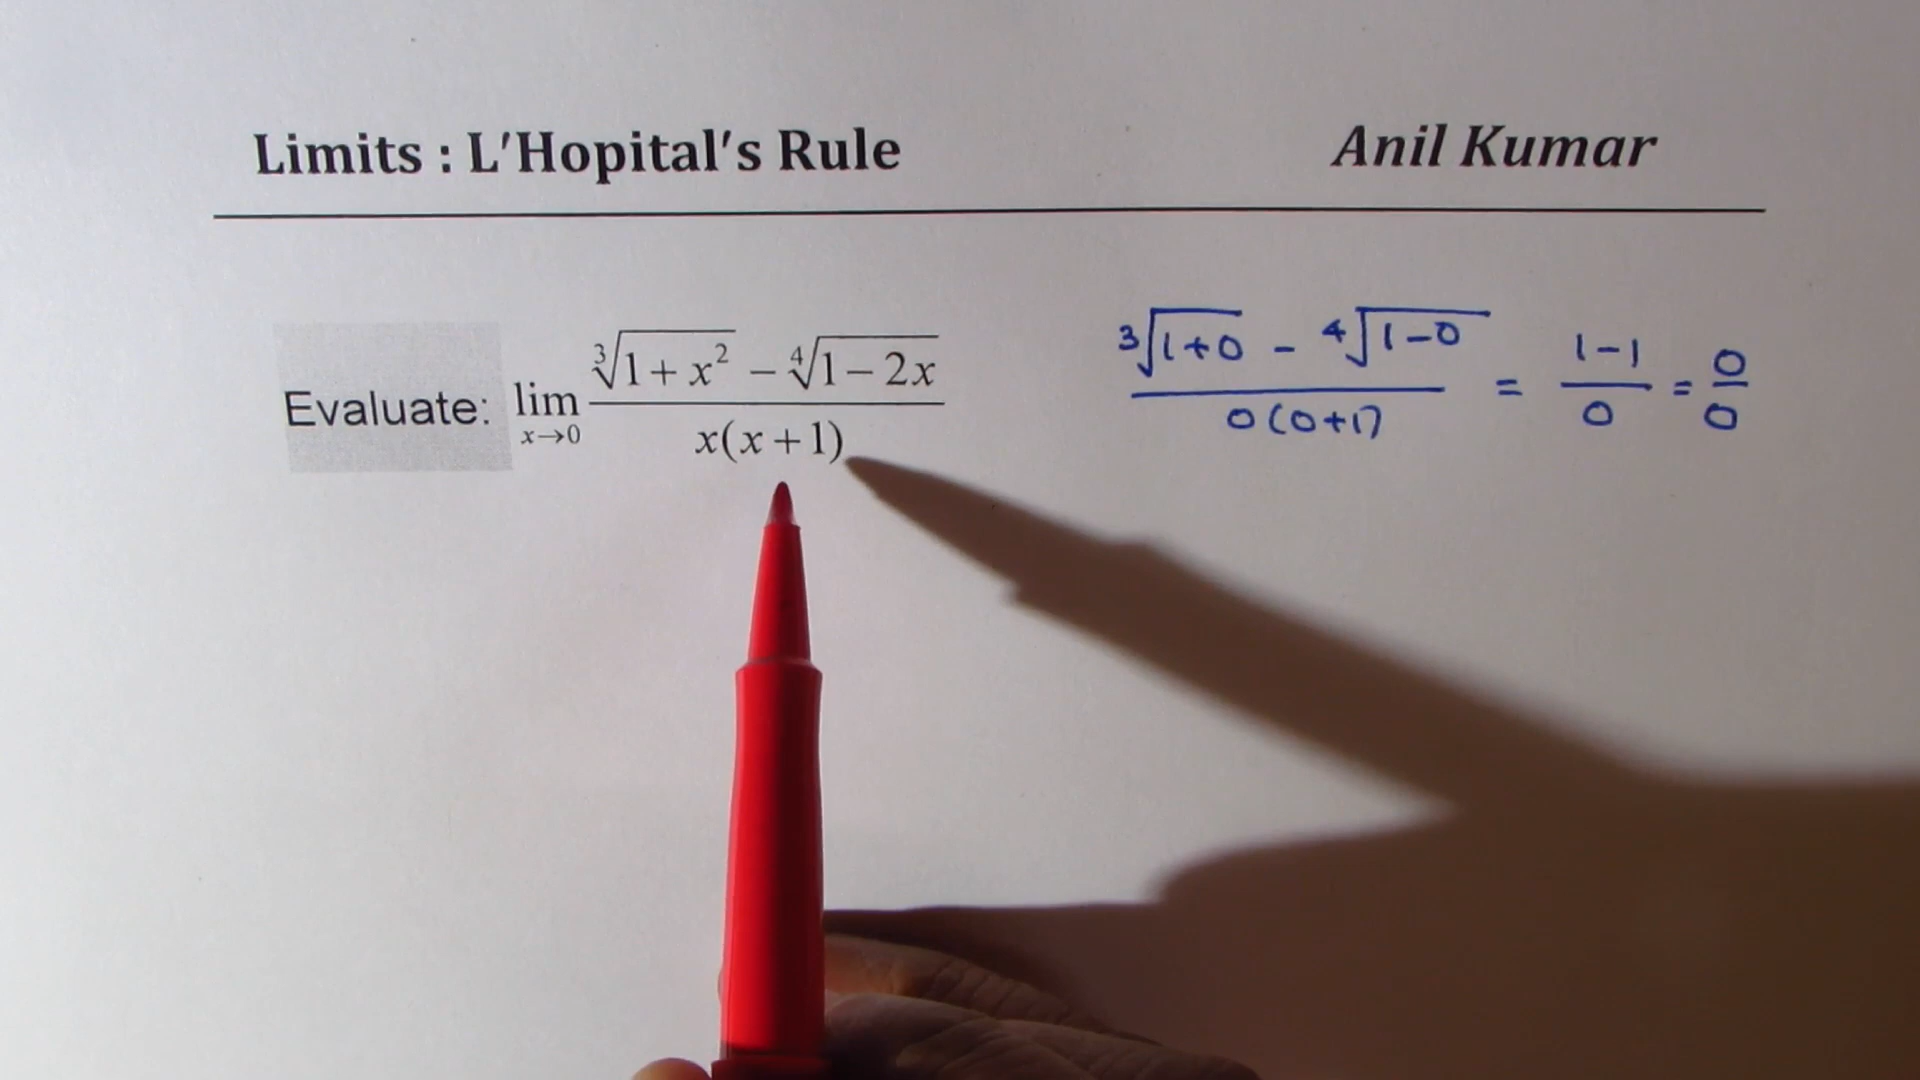 Limits : L'Hopital's Rule Anil Kumar
Evaluate: lim x→0 (∛(1+x²) − ∜(1−2x)) / (x(x+1))
(∛(1+0) − ∜(1−0)) / (0(0+1)) = (1−1)/0 = 0/0